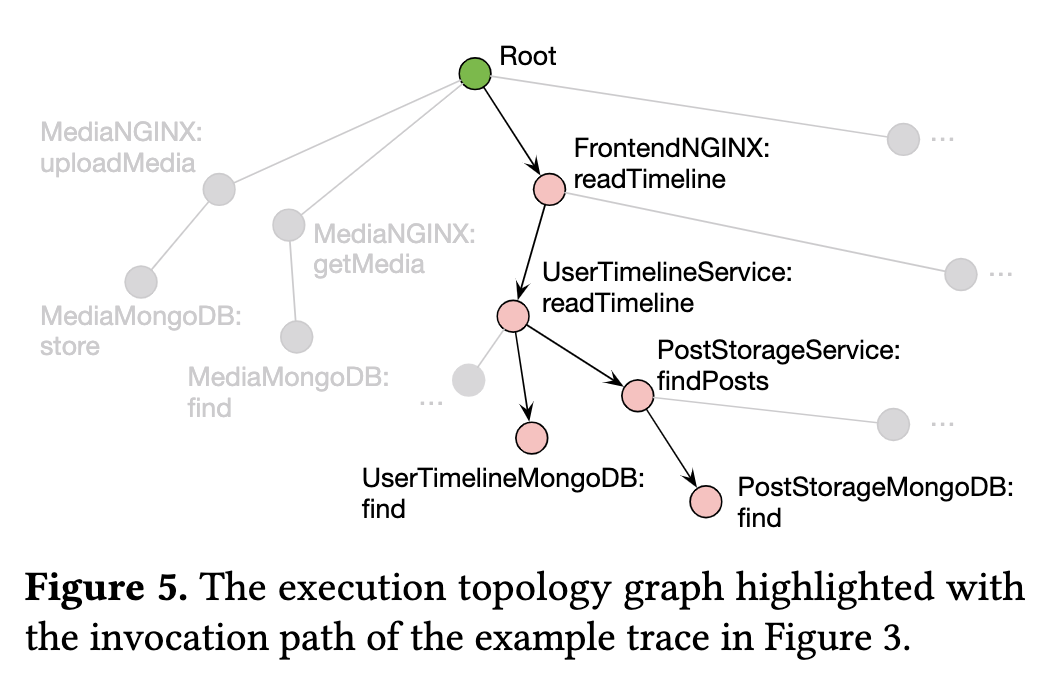 Root
MediaNGINX:
uploadMedia
...
FrontendNGINX:
readTimeline
MediaNGINX:
getMedia
UserTimelineService:
readTimeline
...
MediaMongoDB:
store
PostStorageService:
findPosts
MediaMongoDB:
find
...
...
UserTimelineMongoDB:
find
PostStorageMongoDB:
find
Figure 5. The execution topology graph highlighted with
the invocation path of the example trace in Figure 3.